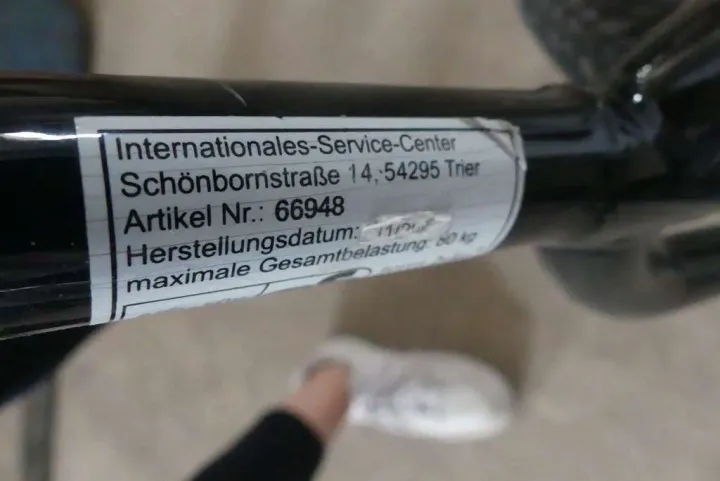 Internationales-Service-Center
Schönbornstraße 14, 54295 Trier
Artikel Nr.: 66948
Herstellungsdatum:
maximale Gesamtbelastung: 60 kg